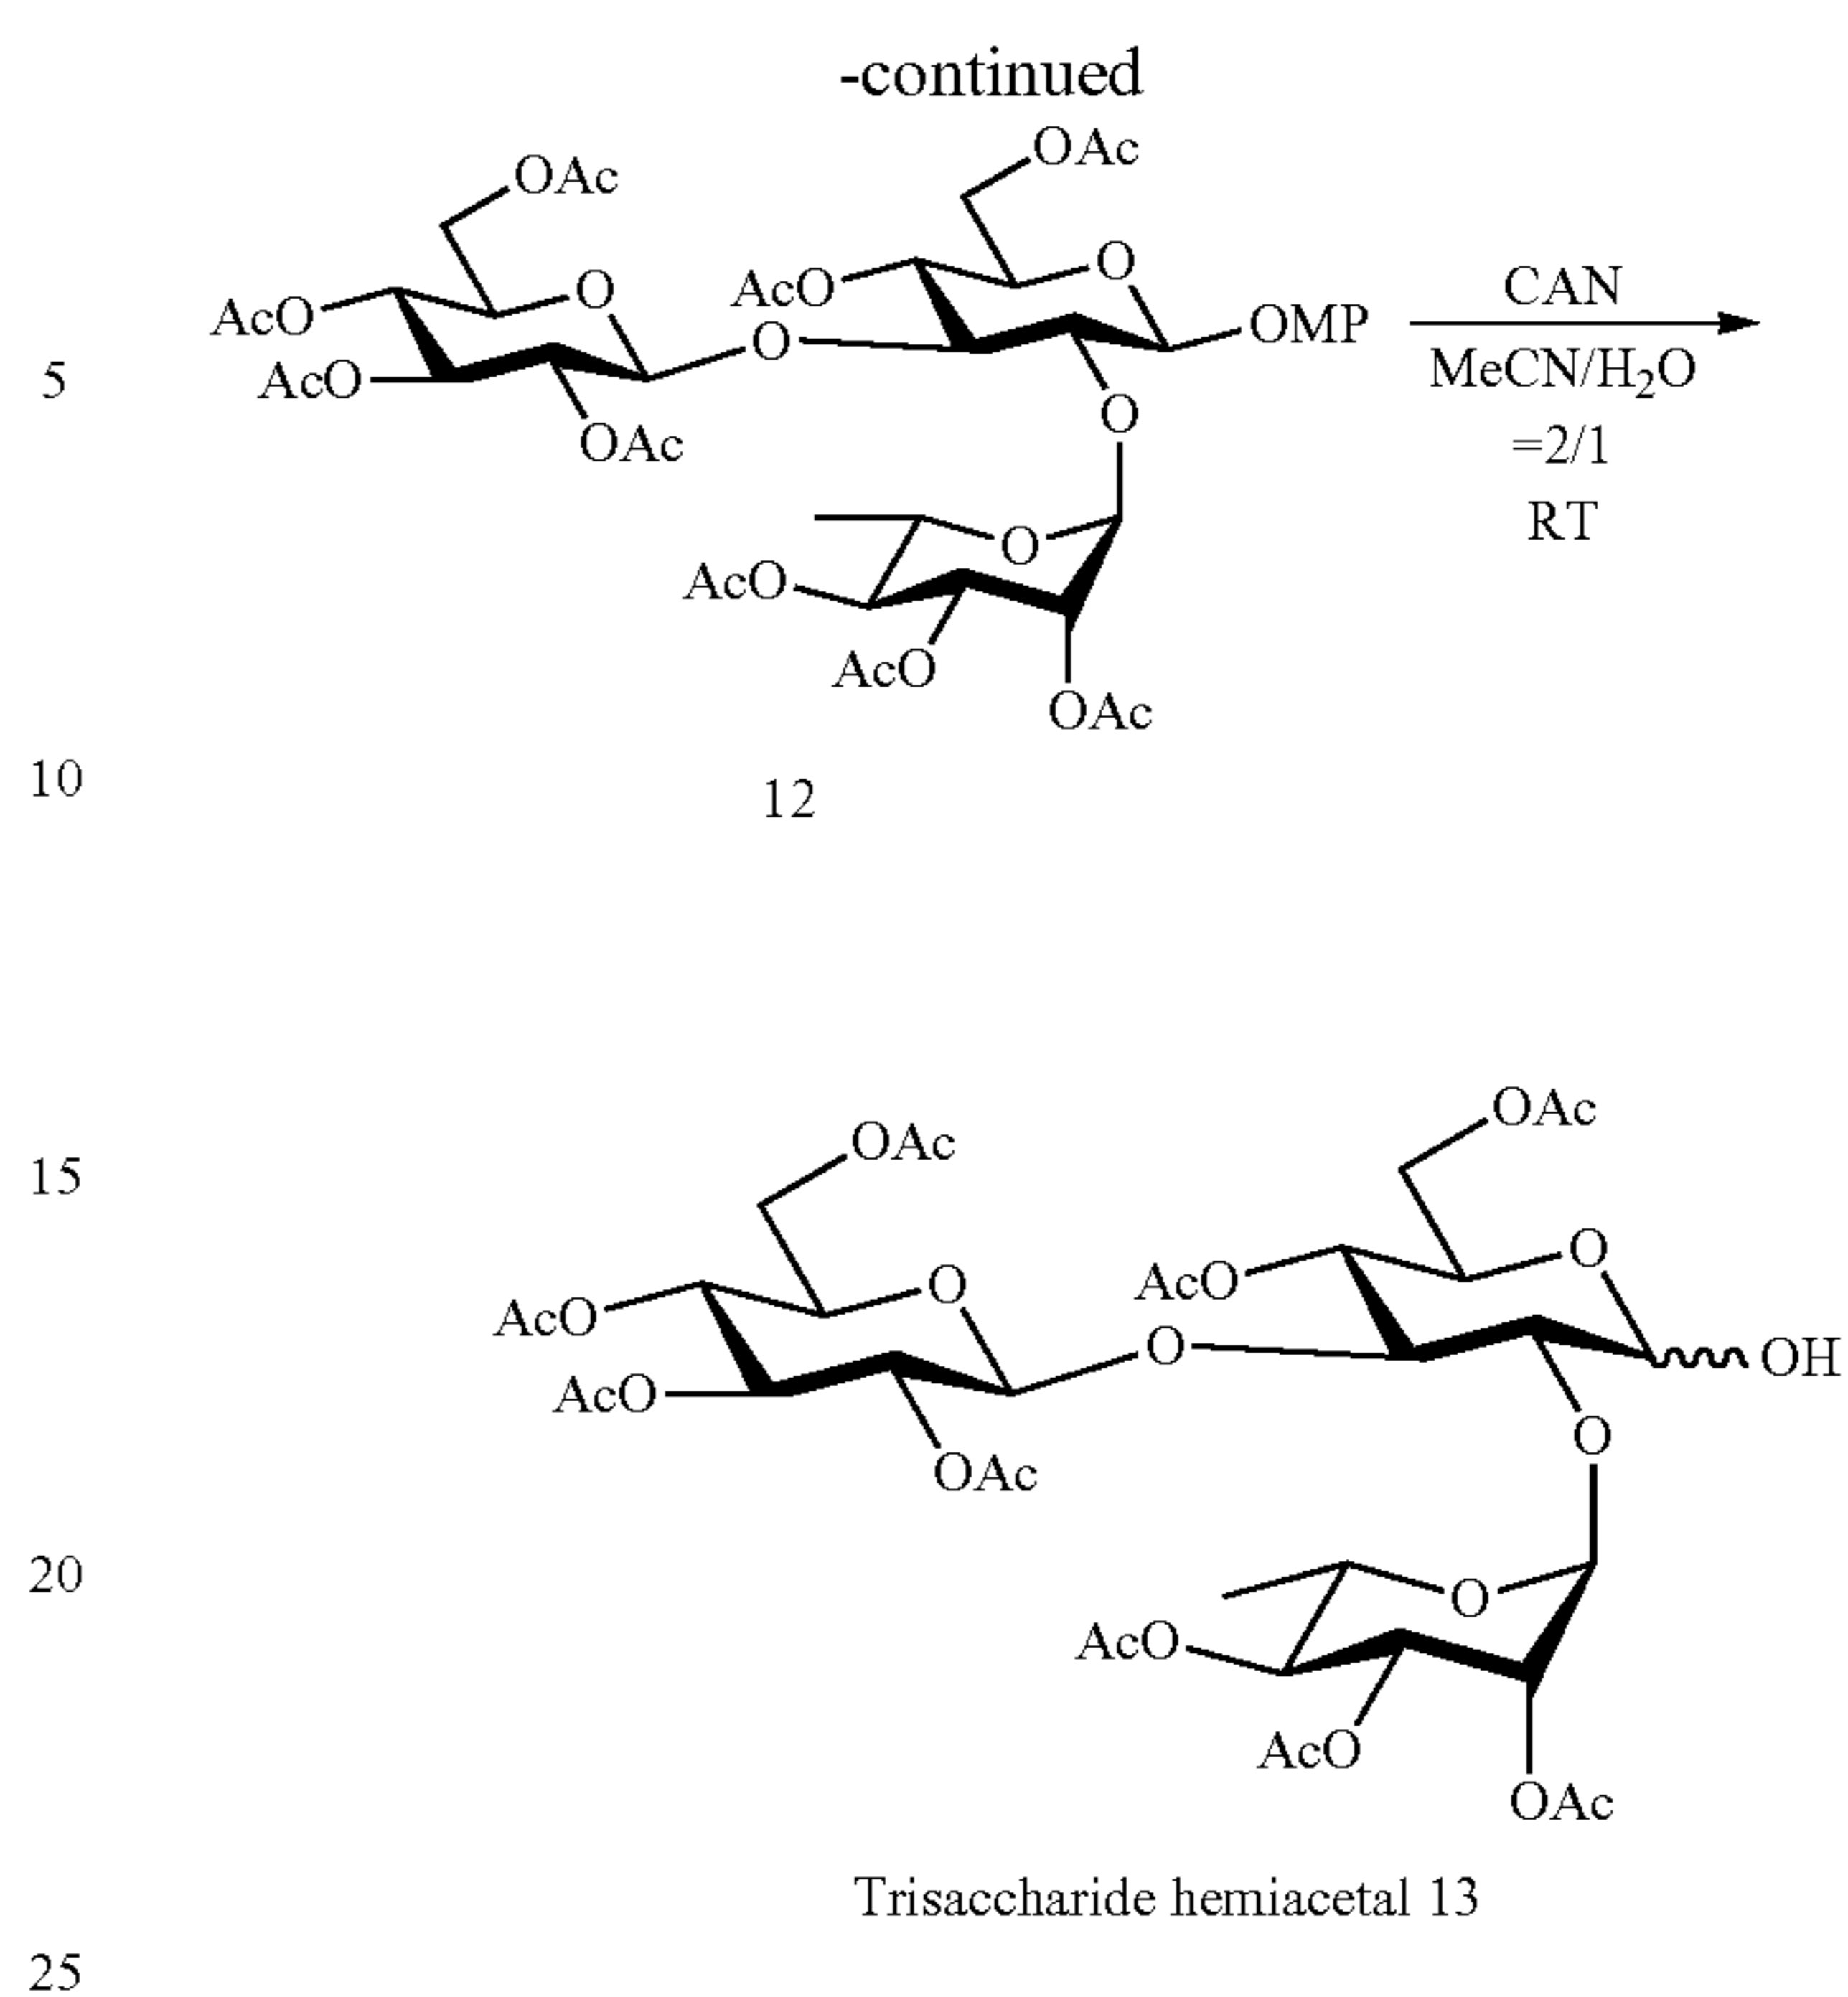 -continued
OAc
OAc
AcO
O
AcO
O
OMP
CAN
O
AcO
MeCN/H₂O
5
OAc
O
=2/1
RT
O
AcO
AcO
OAc
10
12
OAc
OAc
15
O
AcO
O
AcO
O
OH
AcO
OAc
O
20
O
AcO
AcO
OAc
Trisaccharide hemiacetal 13
25